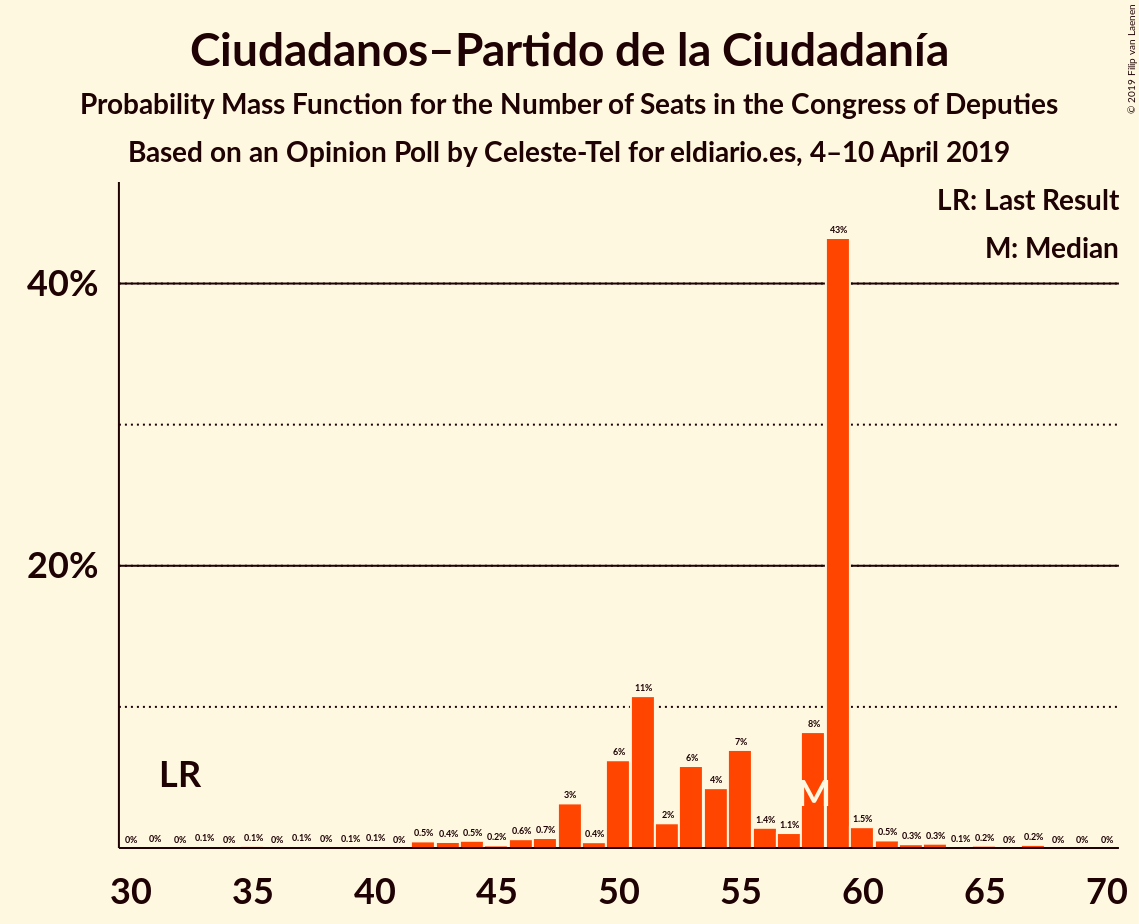 Ciudadanos–Partido de la Ciudadanía
Probability Mass Function for the Number of Seats in the Congress of Deputies
Based on an Opinion Poll by Celeste-Tel for eldiario.es, 4–10 April 2019
© 2019 Filip van Laenen
LR: Last Result
M: Median
40%
20%
LR
M
0% 0% 0% 0.1% 0% 0.1% 0% 0.1% 0% 0.1% 0.1% 0% 0.5% 0.4% 0.5% 0.2% 0.6% 0.7% 3% 0.4% 6% 11% 2% 6% 4% 7% 1.4% 1.1% 8% 43% 1.5% 0.5% 0.3% 0.3% 0.1% 0.2% 0% 0.2% 0% 0% 0%
30 35 40 45 50 55 60 65 70